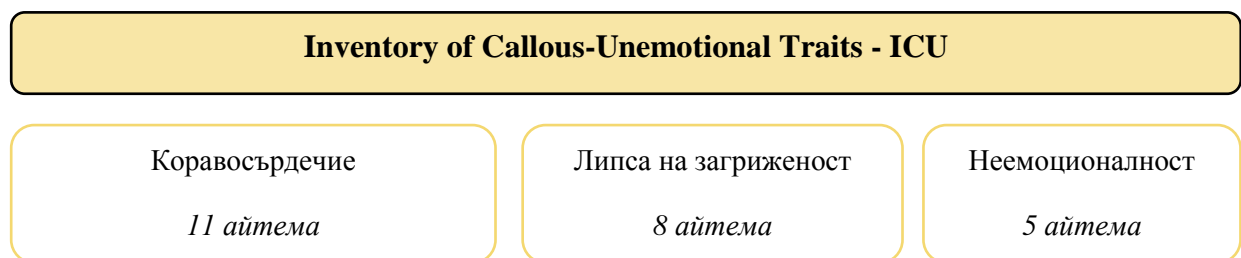 Inventory of Callous-Unemotional Traits - ICU
Коравосърдечие
11 айтема
Липса на загриженост
8 айтема
Неемоционалност
5 айтема